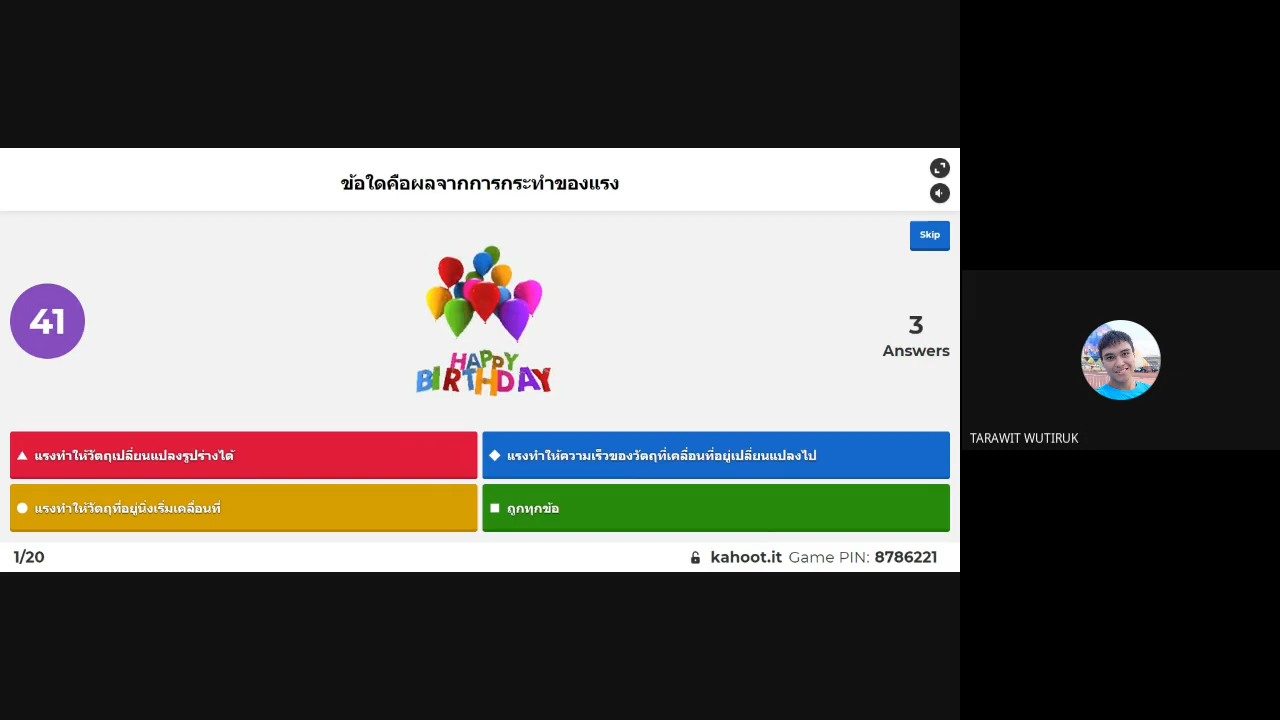 ข้อใดคือผลจากการกระทำของแรง
Skip
41
HAPPY
BIRTHDAY
3
Answers
แรงทำให้วัตถุเปลี่ยนแปลงรูปร่างได้
แรงทำให้ความเร็วของวัตถุที่เคลื่อนที่อยู่เปลี่ยนแปลงไป
แรงทำให้วัตถุที่อยู่นิ่งเริ่มเคลื่อนที่
ถูกทุกข้อ
1/20
kahoot.it Game PIN: 8786221
TARAWIT WUTIRUK